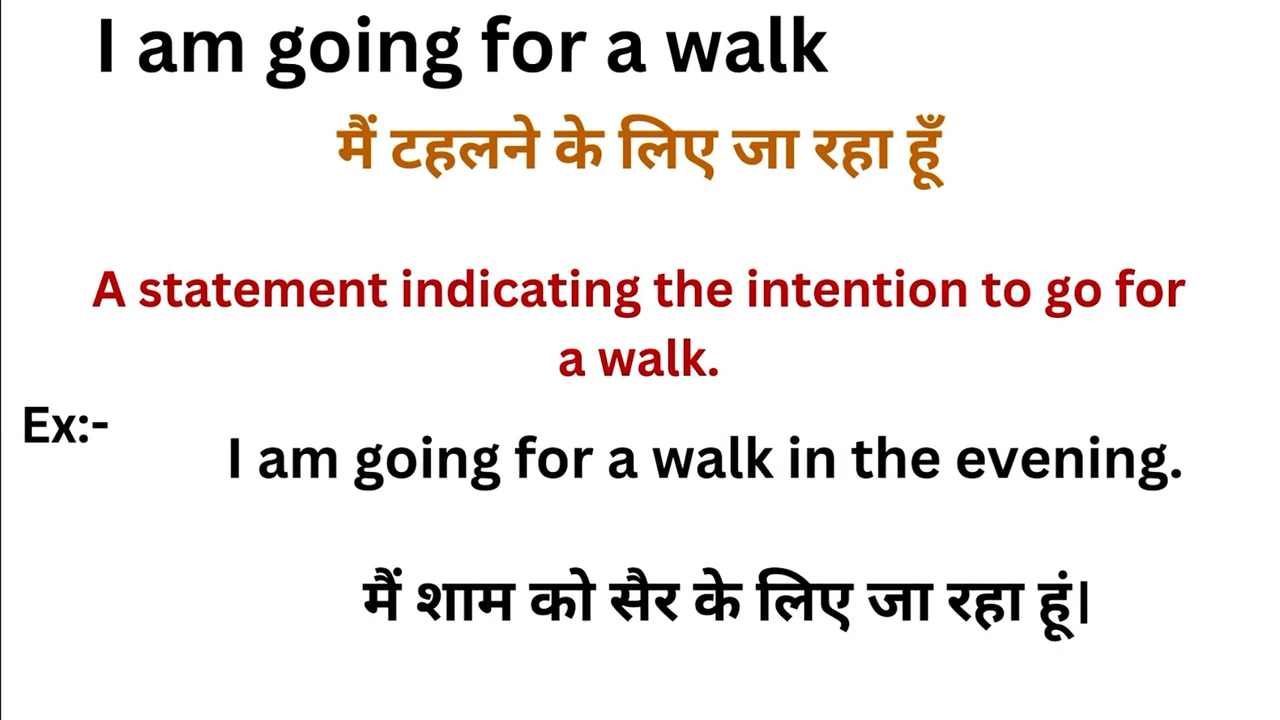 I am going for a walk
मैं टहलने के लिए जा रहा हूँ
A statement indicating the intention to go for
a walk.
Ex:-
I am going for a walk in the evening.
मैं शाम को सैर के लिए जा रहा हूं।